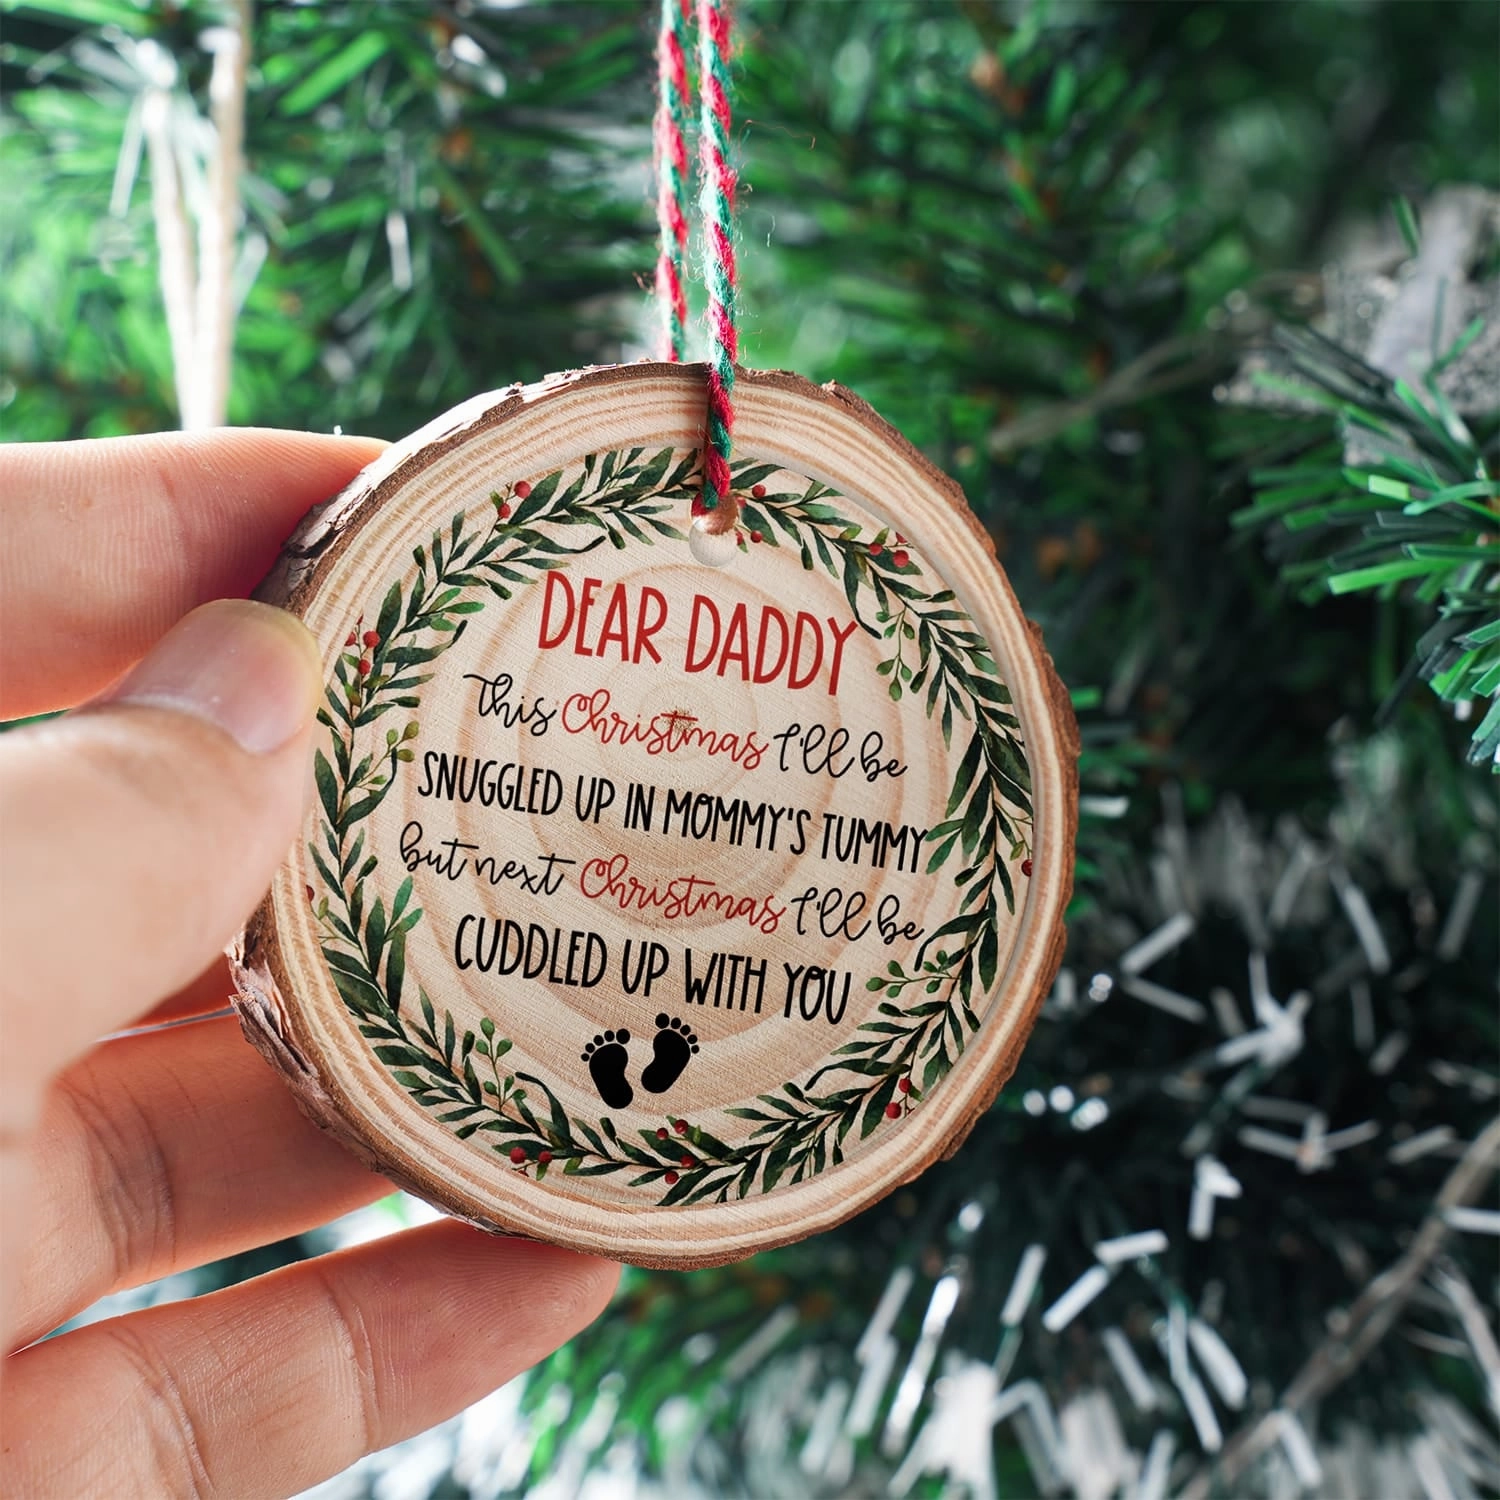 DEAR DADDY
this Christmas I'll be
SNUGGLED UP IN MOMMY'S TUMMY
but next Christmas I'll be
CUDDLED UP WITH YOU